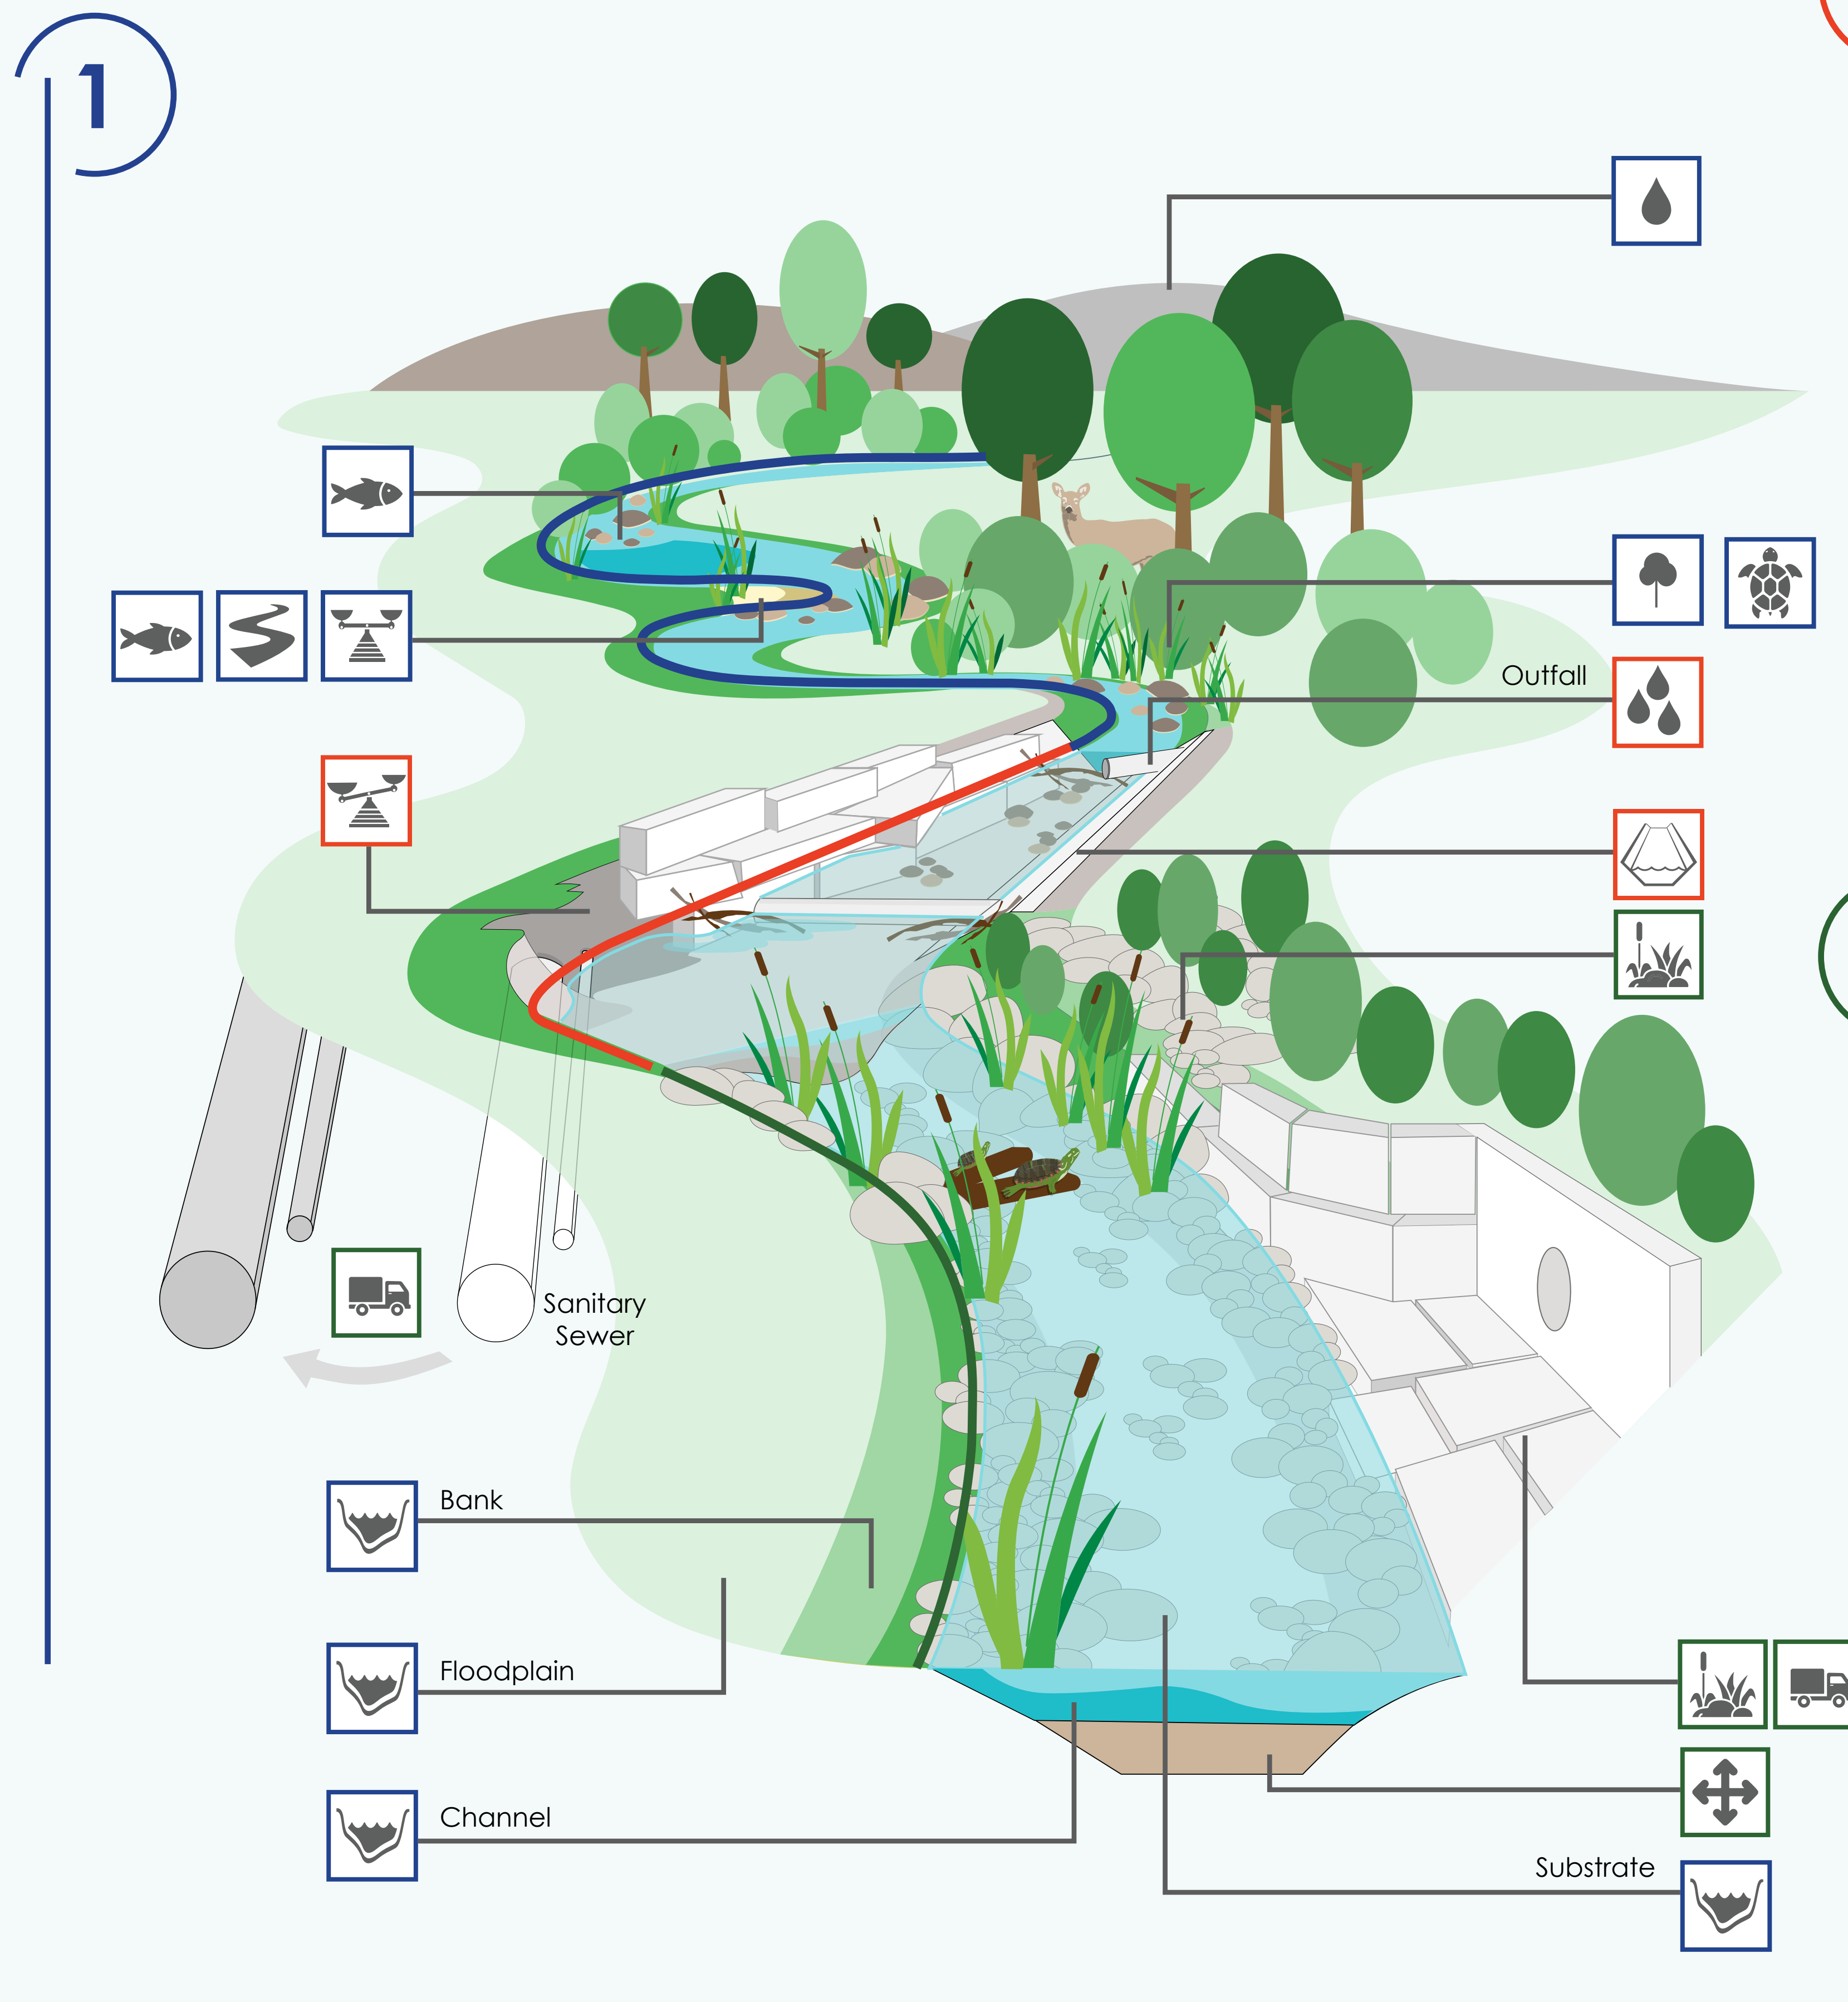 1
Outfall
Sanitary
Sewer
Bank
Floodplain
Channel
Substrate